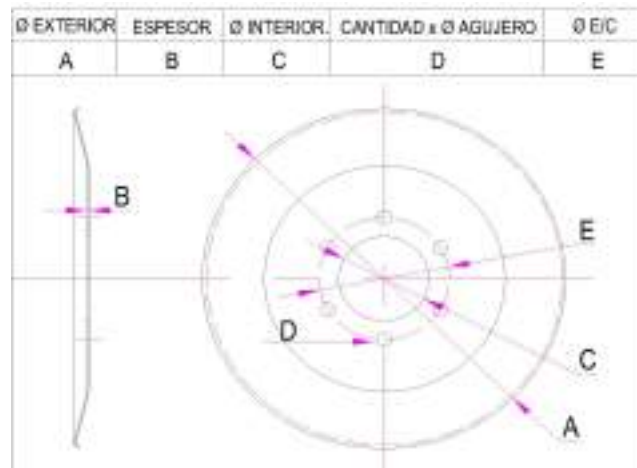 Ø EXTERIOR ESPESOR Ø INTERIOR. CANTIDAD x Ø AGUJERO Ø E/C
A B C D E
B
E
D
C
A